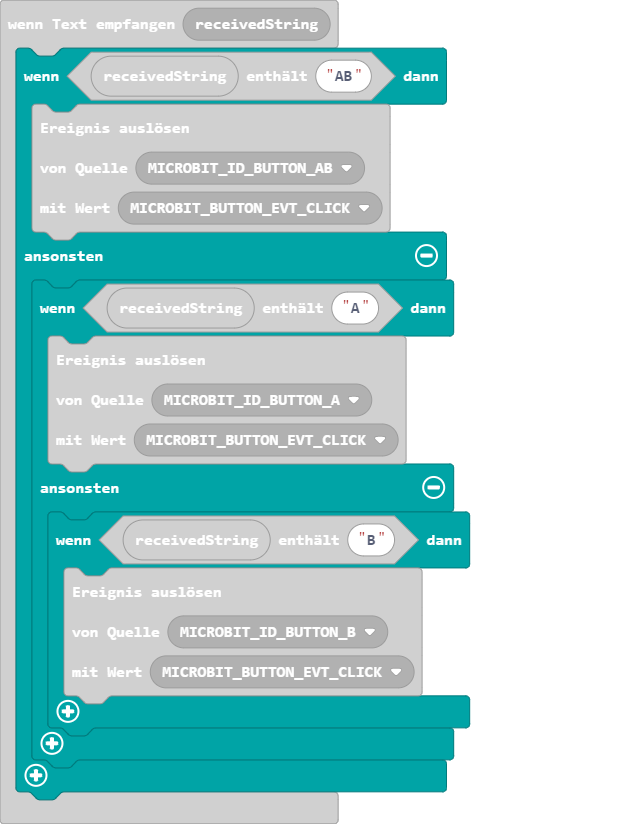 wenn Text empfangen receivedString
wenn receivedString enthält "AB" dann
Ereignis auslösen
von Quelle MICROBIT_ID_BUTTON_AB
mit Wert MICROBIT_BUTTON_EVT_CLICK
ansonsten
wenn receivedString enthält "A" dann
Ereignis auslösen
von Quelle MICROBIT_ID_BUTTON_A
mit Wert MICROBIT_BUTTON_EVT_CLICK
ansonsten
wenn receivedString enthält "B" dann
Ereignis auslösen
von Quelle MICROBIT_ID_BUTTON_B
mit Wert MICROBIT_BUTTON_EVT_CLICK